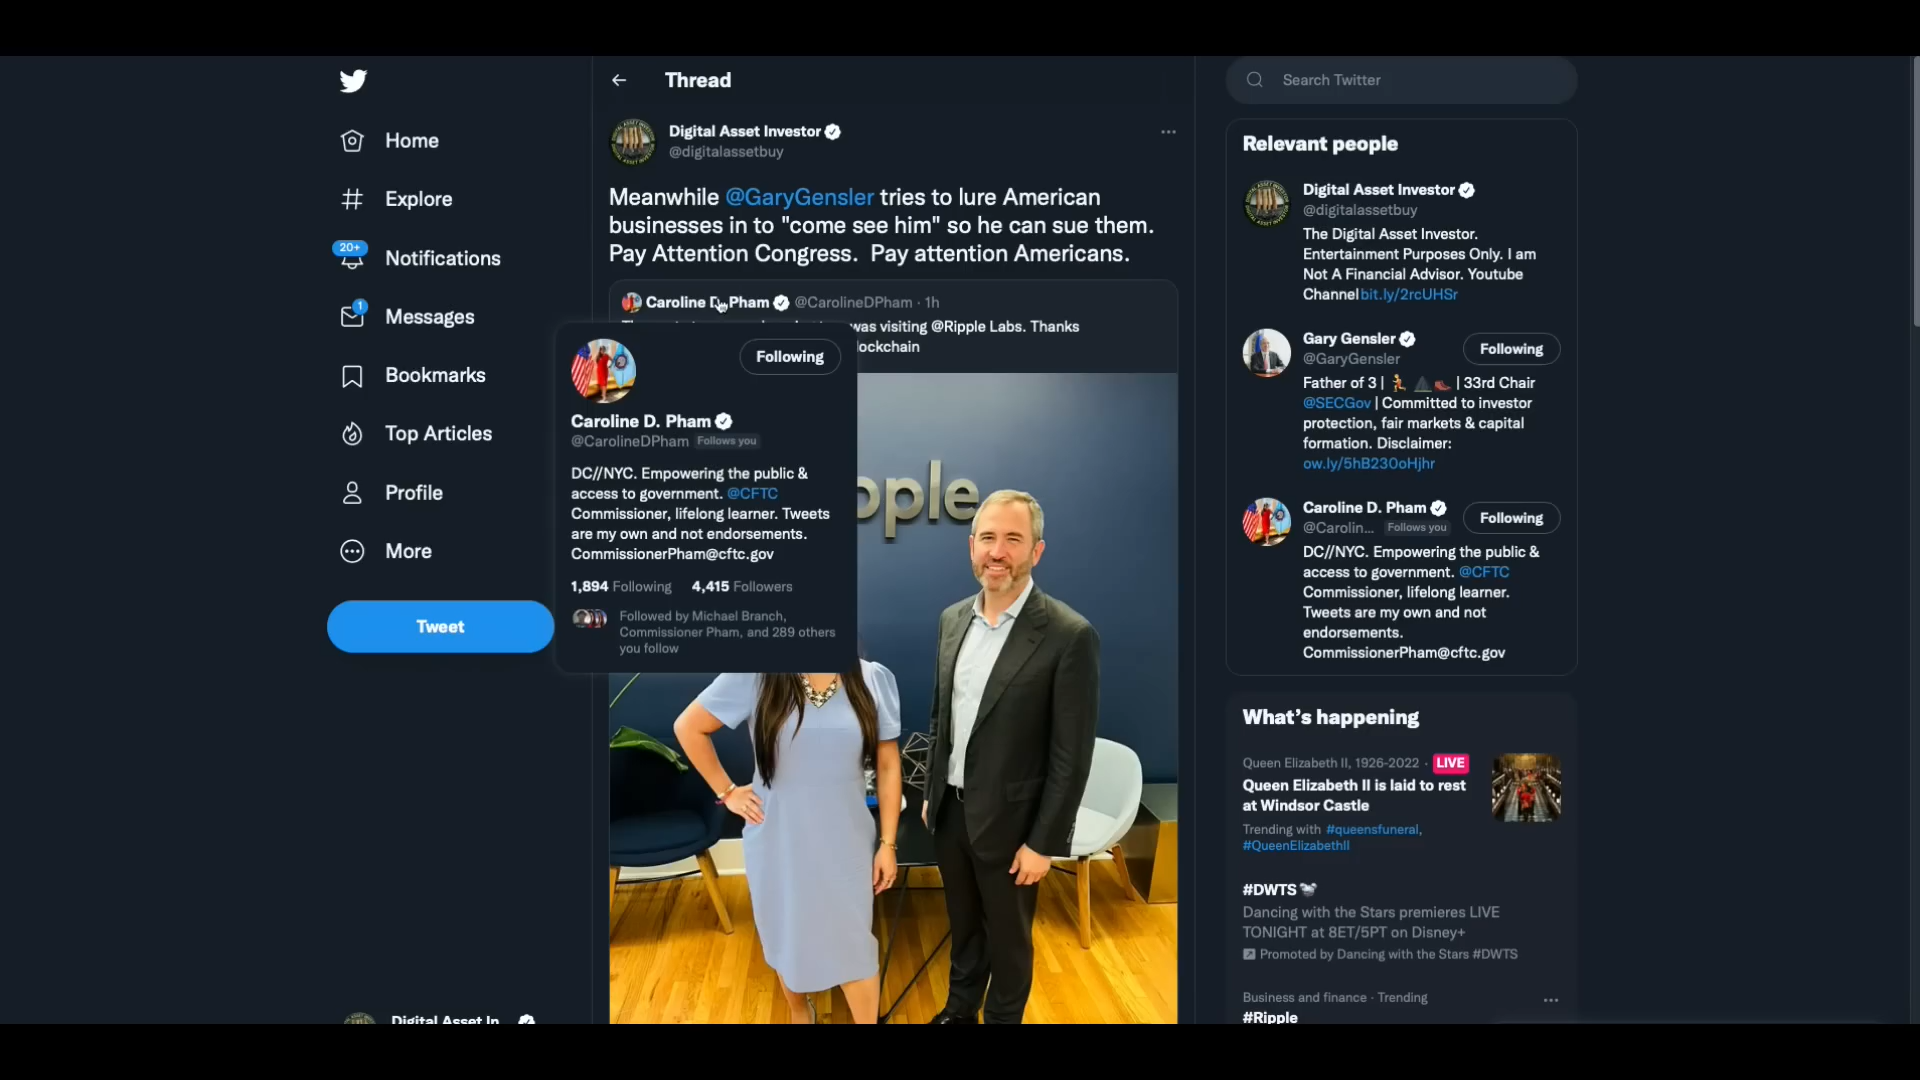 Home
Explore
20+
Notifications
1
Messages
Bookmarks
Top Articles
Profile
More
Tweet
Digital Asset In
Thread
Digital Asset Investor
@digitalassetbuy
Meanwhile @GaryGensler tries to lure American
businesses in to "come see him" so he can sue them.
Pay Attention Congress. Pay attention Americans.
Caroline D. Pham @CarolineDPham · 1h
was visiting @Ripple Labs. Thanks
lockchain
Following
Caroline D. Pham
@CarolineDPham Follows you
DC//NYC. Empowering the public &
access to government. @CFTC
Commissioner, lifelong learner. Tweets
are my own and not endorsements.
CommissionerPham@cftc.gov
1,894 Following 4,415 Followers
Followed by Michael Branch,
Commissioner Pham, and 289 others
you follow
pple
Search Twitter
Relevant people
Digital Asset Investor
@digitalassetbuy
The Digital Asset Investor.
Entertainment Purposes Only. I am
Not A Financial Advisor. Youtube
Channel bit.ly/2rcUHSr
Gary Gensler
@GaryGensler
Following
Father of 3 | | 33rd Chair
@SECGov | Committed to investor
protection, fair markets & capital
formation. Disclaimer:
ow.ly/5hB230oHjhr
Caroline D. Pham
@Carolin... Follows you
Following
DC//NYC. Empowering the public &
access to government. @CFTC
Commissioner, lifelong learner.
Tweets are my own and not
endorsements.
CommissionerPham@cftc.gov
What's happening
Queen Elizabeth II, 1926-2022 · LIVE
Queen Elizabeth II is laid to rest
at Windsor Castle
Trending with #queensfuneral,
#QueenElizabethII
#DWTS
Dancing with the Stars premieres LIVE
TONIGHT at 8ET/5PT on Disney+
Promoted by Dancing with the Stars #DWTS
Business and finance · Trending
#Ripple